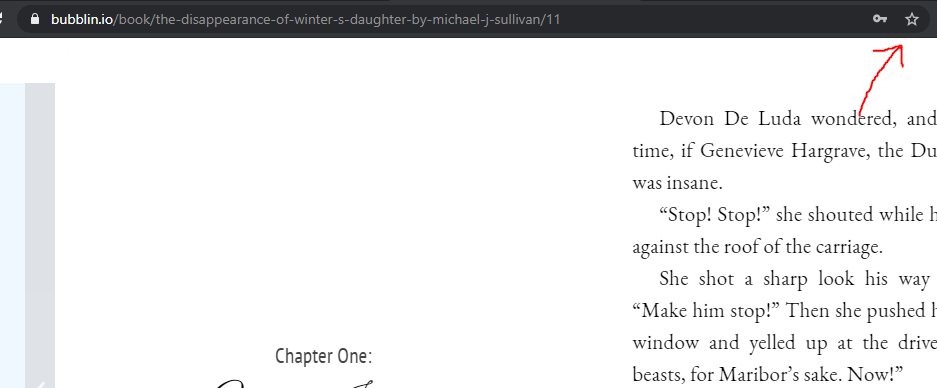 bubblin.io/book/the-disappearance-of-winter-s-daughter-by-michael-j-sullivan/11
Chapter One:
Devon De Luda wondered, and
time, if Genevieve Hargrave, the Du
was insane.
“Stop! Stop!” she shouted while h
against the roof of the carriage.
She shot a sharp look his way
“Make him stop!” Then she pushed h
window and yelled up at the drive
beasts, for Maribor’s sake. Now!”